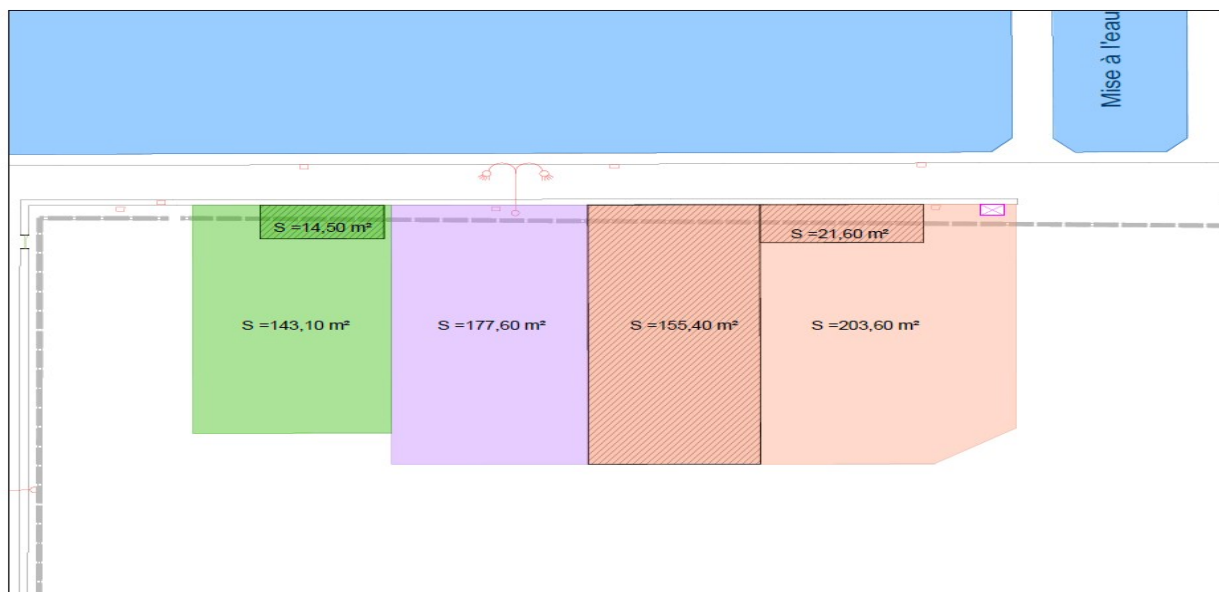 Mise à l'eau
S =14,50 m²
S =21,60 m²
S =143,10 m²
S =177,60 m²
S =155,40 m²
S =203,60 m²